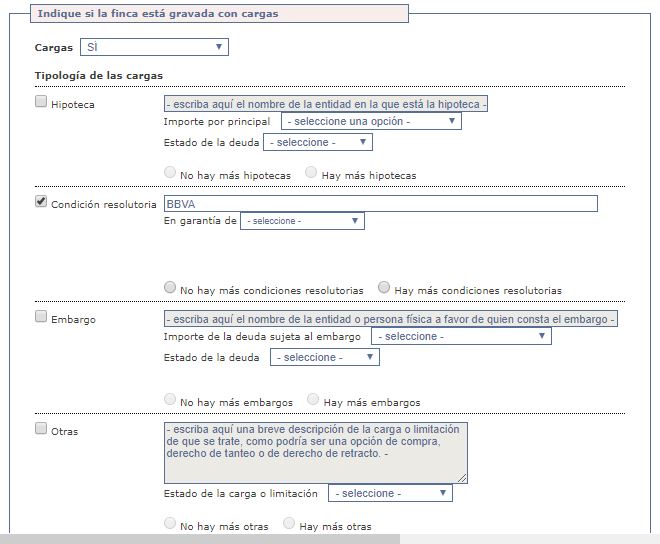 Indique si la finca está gravada con cargas
Cargas SÌ
Tipología de las cargas
Hipoteca - escriba aquí el nombre de la entidad en la que está la hipoteca -
Importe por principal - seleccione una opción -
Estado de la deuda - seleccione -
No hay más hipotecas Hay más hipotecas
Condición resolutoria BBVA
En garantía de - seleccione -
No hay más condiciones resolutorias Hay más condiciones resolutorias
Embargo - escriba aquí el nombre de la entidad o persona física a favor de quien consta el embargo -
Importe de la deuda sujeta al embargo - seleccione -
Estado de la deuda - seleccione -
No hay más embargos Hay más embargos
Otras - escriba aquí una breve descripción de la carga o limitación
de que se trate, como podría ser una opción de compra,
derecho de tanteo o de derecho de retracto. -
Estado de la carga o limitación - seleccione -
No hay más otras Hay más otras